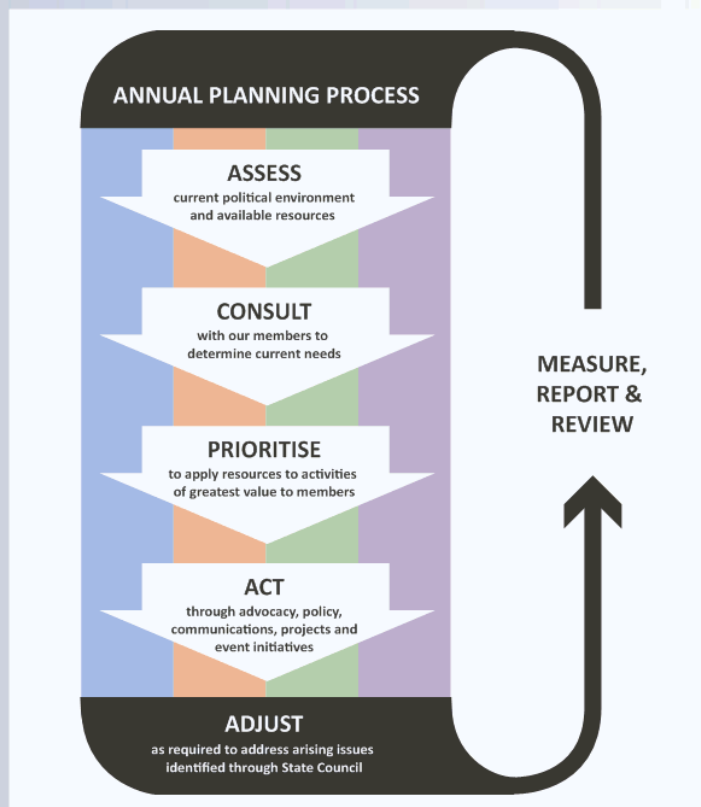 ANNUAL PLANNING PROCESS
ASSESS
current political environment
and available resources
CONSULT
with our members to
determine current needs
PRIORITISE
to apply resources to activities
of greatest value to members
ACT
through advocacy, policy,
communications, projects and
event initiatives
ADJUST
as required to address arising issues
identified through State Council
MEASURE,
REPORT &
REVIEW